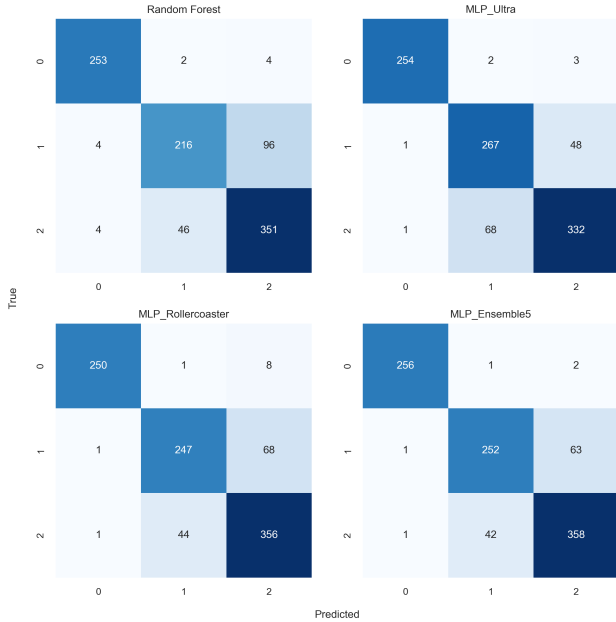 Random Forest MLP_Ultra
0 253 2 4 0 254 2 3
1 4 216 96 1 1 267 48
2 4 46 351 2 1 68 332
0 1 2 0 1 2
True
MLP_Rollercoaster MLP_Ensemble5
0 250 1 8 0 256 1 2
1 1 247 68 1 1 252 63
2 1 44 356 2 1 42 358
0 1 2 0 1 2
Predicted